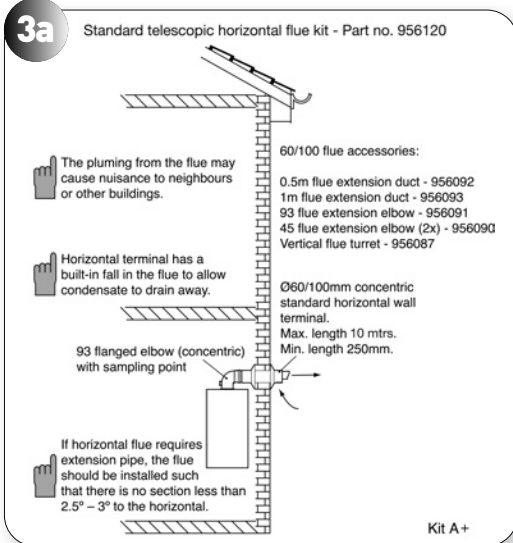 3a
Standard telescopic horizontal flue kit - Part no. 956120
The pluming from the flue may
cause nuisance to neighbours
or other buildings.
Horizontal terminal has a
built-in fall in the flue to allow
condensate to drain away.
93 flanged elbow (concentric)
with sampling point
If horizontal flue requires
extension pipe, the flue
should be installed such
that there is no section less than
2.5° – 3° to the horizontal.
60/100 flue accessories:
0.5m flue extension duct - 956092
1m flue extension duct - 956093
93 flue extension elbow - 956091
45 flue extension elbow (2x) - 956090
Vertical flue turret - 956087
Ø60/100mm concentric
standard horizontal wall
terminal.
Max. length 10 mtrs.
Min. length 250mm.
Kit A+